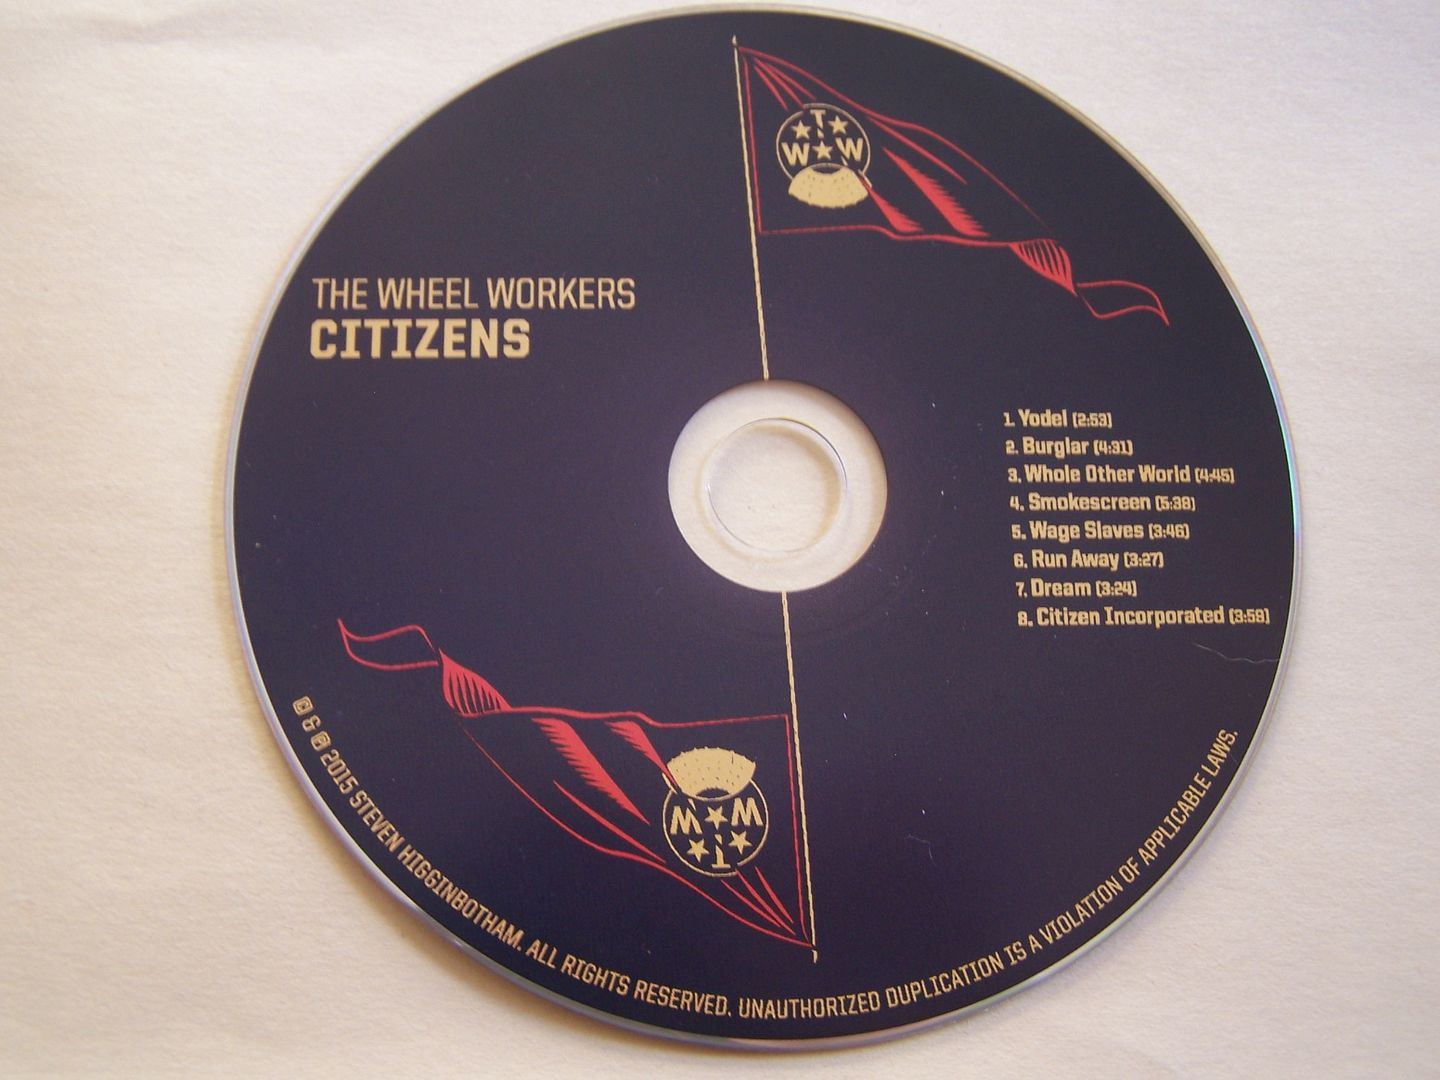 T
W W
THE WHEEL WORKERS
CITIZENS
1. Yodel (2:53)
2. Burglar (4:31)
3. Whole Other World (4:45)
4. Smokescreen (5:38)
5. Wage Slaves (3:46)
6. Run Away (3:27)
7. Dream (3:24)
8. Citizen Incorporated (3:59)
T
W W
© & ℗ 2015 STEVEN HIGGINBOTHAM. ALL RIGHTS RESERVED. UNAUTHORIZED DUPLICATION IS A VIOLATION OF APPLICABLE LAWS.